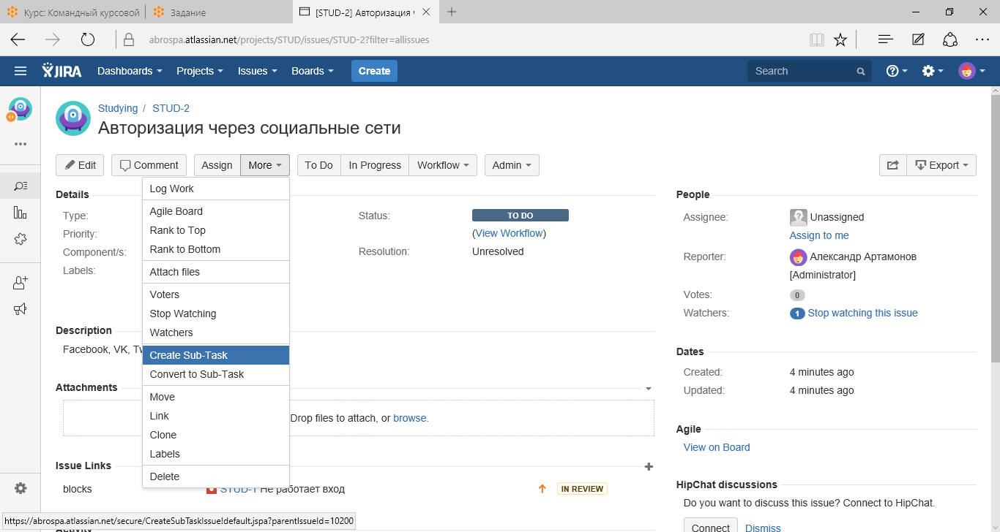 Курс: Командный курсовой
Задание
[STUD-2] Авторизация
abrospa.atlassian.net/projects/STUD/issues/STUD-2?filter=allissues
JIRA Dashboards Projects Issues Boards Create Search
Studying / STUD-2
Авторизация через социальные сети
Edit Comment Assign More To Do In Progress Workflow Admin Export
Log Work
Agile Board
Rank to Top
Rank to Bottom
Attach files
Voters
Stop Watching
Watchers
Create Sub-Task
Convert to Sub-Task
Move
Link
Clone
Labels
Delete
Details
Type:
Priority:
Component/s:
Labels:
Status: TO DO
(View Workflow)
Resolution: Unresolved
Description
Facebook, VK,
Attachments
Drop files to attach, or browse.
Issue Links
blocks STUD-1 Не работает вход IN REVIEW
Activity
People
Assignee: Unassigned
Assign to me
Reporter: Александр Артамонов
[Administrator]
Votes: 0
Watchers: 1 Stop watching this issue
Dates
Created: 4 minutes ago
Updated: 4 minutes ago
Agile
View on Board
HipChat discussions
Do you want to discuss this issue? Connect to HipChat.
Connect Dismiss
https://abrospa.atlassian.net/secure/CreateSubTaskIssue!default.jspa?parentIssueId=10200